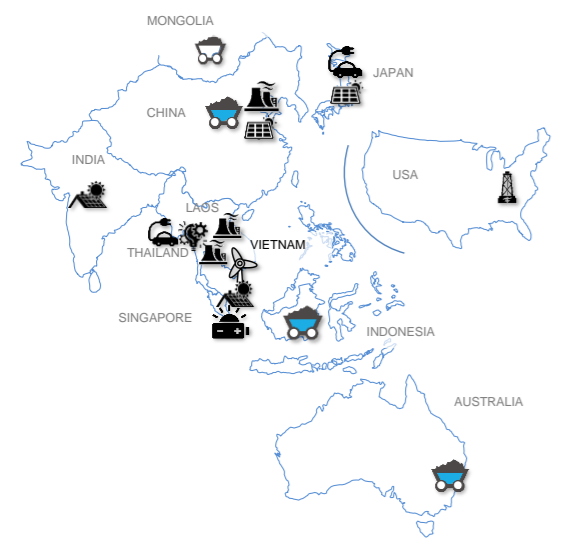 MONGOLIA
JAPAN
CHINA
INDIA
USA
LAOS
VIETNAM
THAILAND
SINGAPORE
INDONESIA
AUSTRALIA